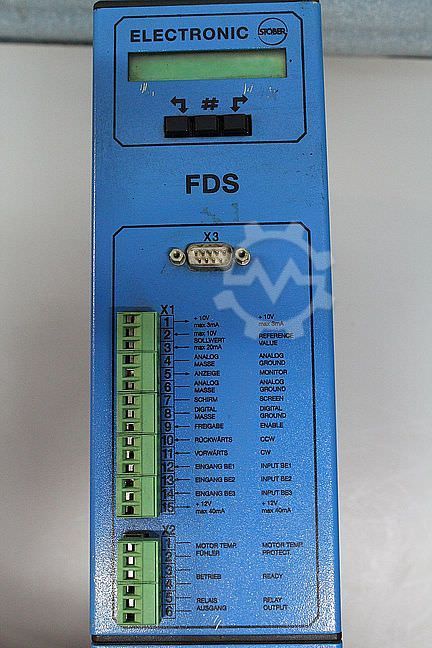 ELECTRONIC STÖBER
#
FDS
X3
X1
1 + 10V max 3mA + 10V max 3mA
2 max 10V SOLLWERT REFERENCE VALUE
3 max 20mA
4 ANALOG MASSE ANALOG GROUND
5 ANZEIGE MONITOR
6 ANALOG MASSE ANALOG GROUND
7 SCHIRM SCREEN
8 DIGITAL MASSE DIGITAL GROUND
9 FREIGABE ENABLE
10 RÜCKWÄRTS CCW
11 VORWÄRTS CW
12 EINGANG BE1 INPUT BE1
13 EINGANG BE2 INPUT BE2
14 EINGANG BE3 INPUT BE3
15 + 12V max 40mA + 12V max 40mA
1 MOTOR TEMP. MOTOR TEMP.
2 FÜHLER PROTECT.
3
4 BETRIEB READY
5 RELAIS RELAY
6 AUSGANG OUTPUT